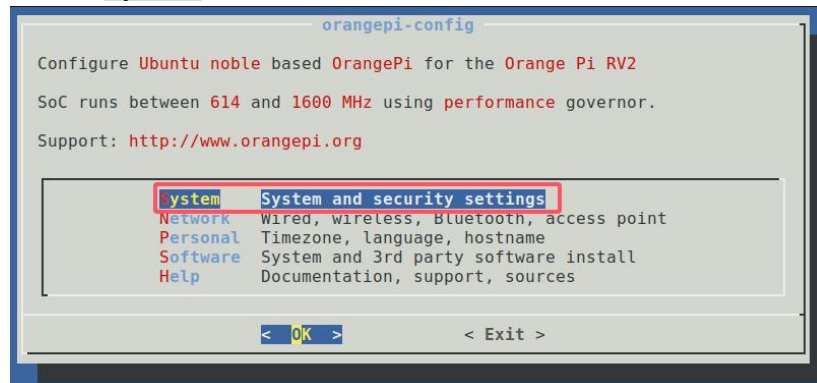 orangepi-config
Configure Ubuntu noble based OrangePi for the Orange Pi RV2
SoC runs between 614 and 1600 MHz using performance governor.
Support: http://www.orangepi.org
System System and security settings
Network Wired, wireless, Bluetooth, access point
Personal Timezone, language, hostname
Software System and 3rd party software install
Help Documentation, support, sources
< OK > < Exit >